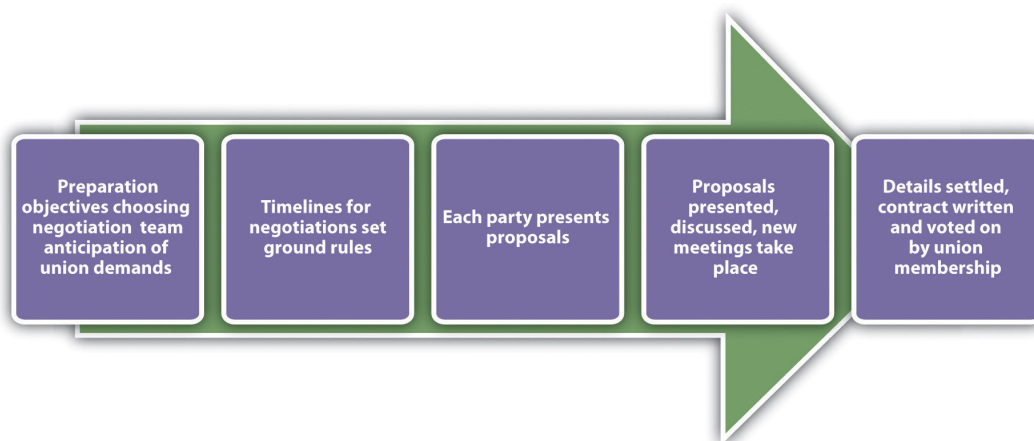 Preparation
objectives choosing
negotiation team
anticipation of
union demands
Timelines for
negotiations set
ground rules
Each party presents
proposals
Proposals
presented,
discussed, new
meetings take
place
Details settled,
contract written
and voted on
by union
membership